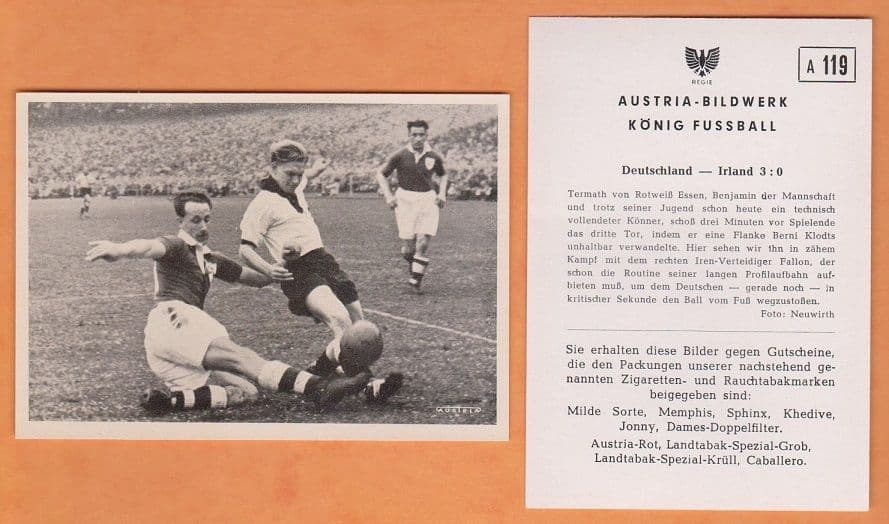 AUSTRIA
REGIE
A 119
AUSTRIA-BILDWERK
KÖNIG FUSSBALL
Deutschland — Irland 3 : 0
Termath von Rotweiß Essen, Benjamin der Mannschaft
und trotz seiner Jugend schon heute ein technisch
vollendeter Könner, schoß drei Minuten vor Spielende
das dritte Tor, indem er eine Flanke Berni Klodts
unhaltbar verwandelte. Hier sehen wir ihn in zähem
Kampf mit dem rechten Iren-Verteidiger Fallon, der
schon die Routine seiner langen Profilaufbahn auf-
bieten muß, um dem Deutschen — gerade noch — in
kritischer Sekunde den Ball vom Fuß wegzustoßen.
Foto: Neuwirth
Sie erhalten diese Bilder gegen Gutscheine,
die den Packungen unserer nachstehend ge-
nannten Zigaretten- und Rauchtabakmarken
beigegeben sind:
Milde Sorte, Memphis, Sphinx, Khedive,
Jonny, Dames-Doppelfilter.
Austria-Rot, Landtabak-Spezial-Grob,
Landtabak-Spezial-Krüll, Caballero.